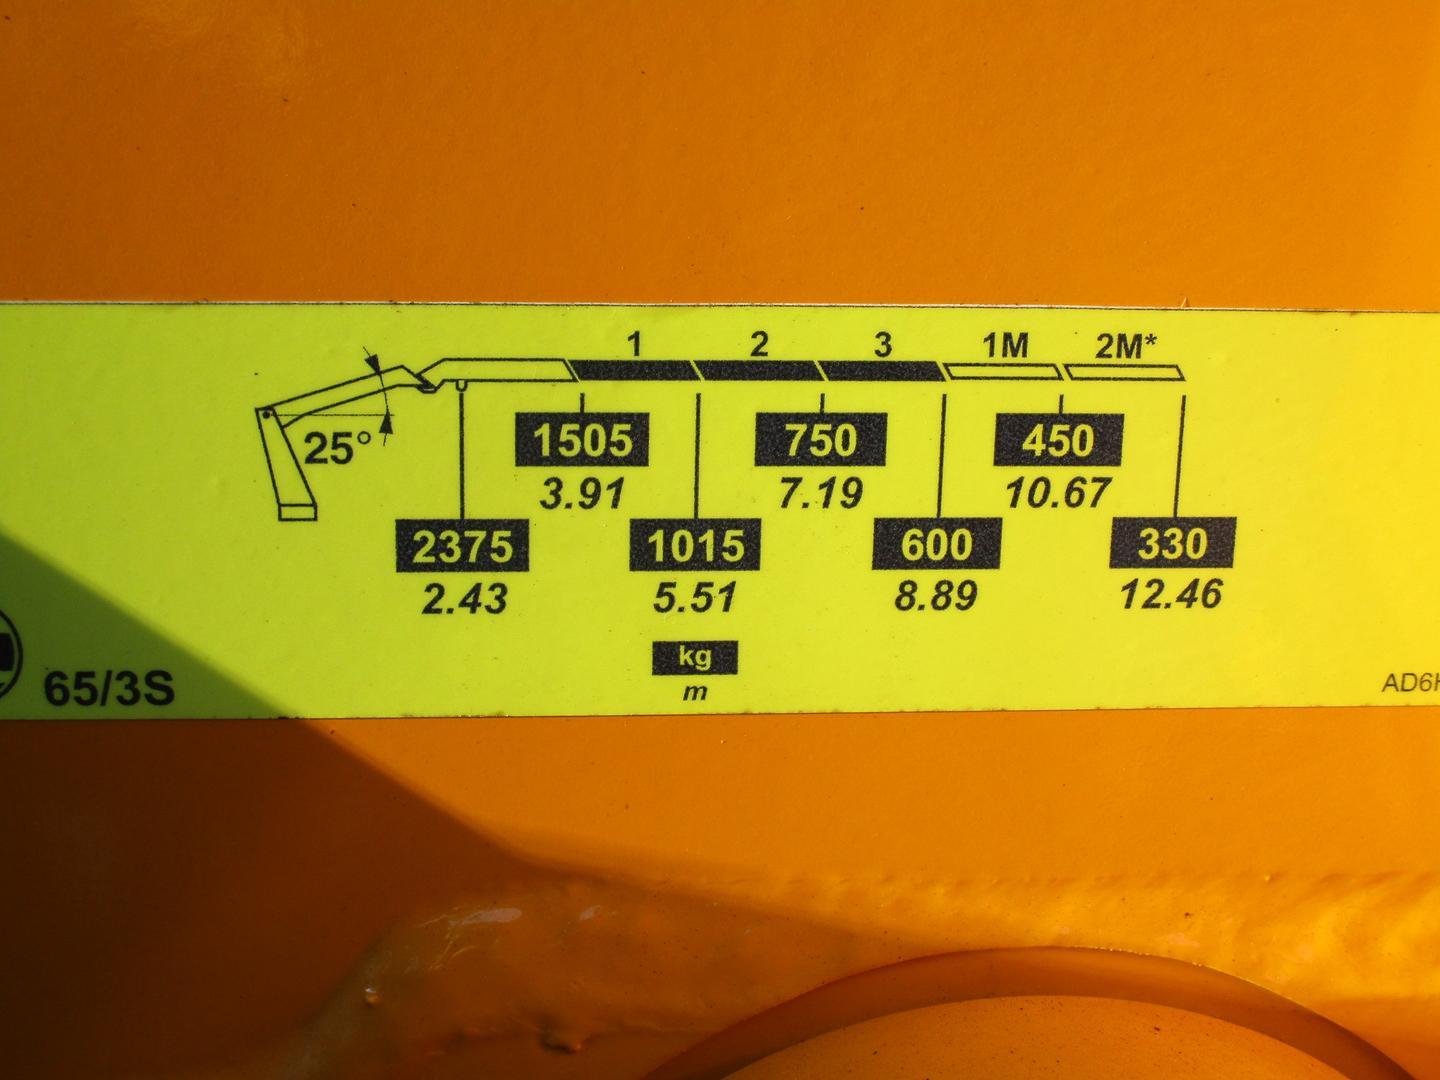 1 2 3 1M 2M*
25°
1505 750 450
3.91 7.19 10.67
2375 1015 600 330
2.43 5.51 8.89 12.46
kg
m
65/3S
AD6